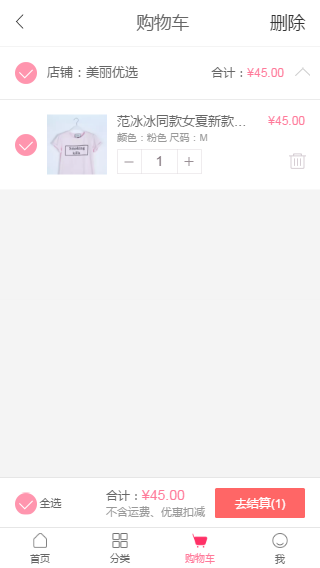 购物车
删除
店铺：美丽优选
合计：¥45.00
范冰冰同款女夏新款...
¥45.00
颜色：粉色 尺码：M
1
全选
合计：¥45.00
不含运费、优惠扣减
去结算(1)
首页
分类
购物车
我